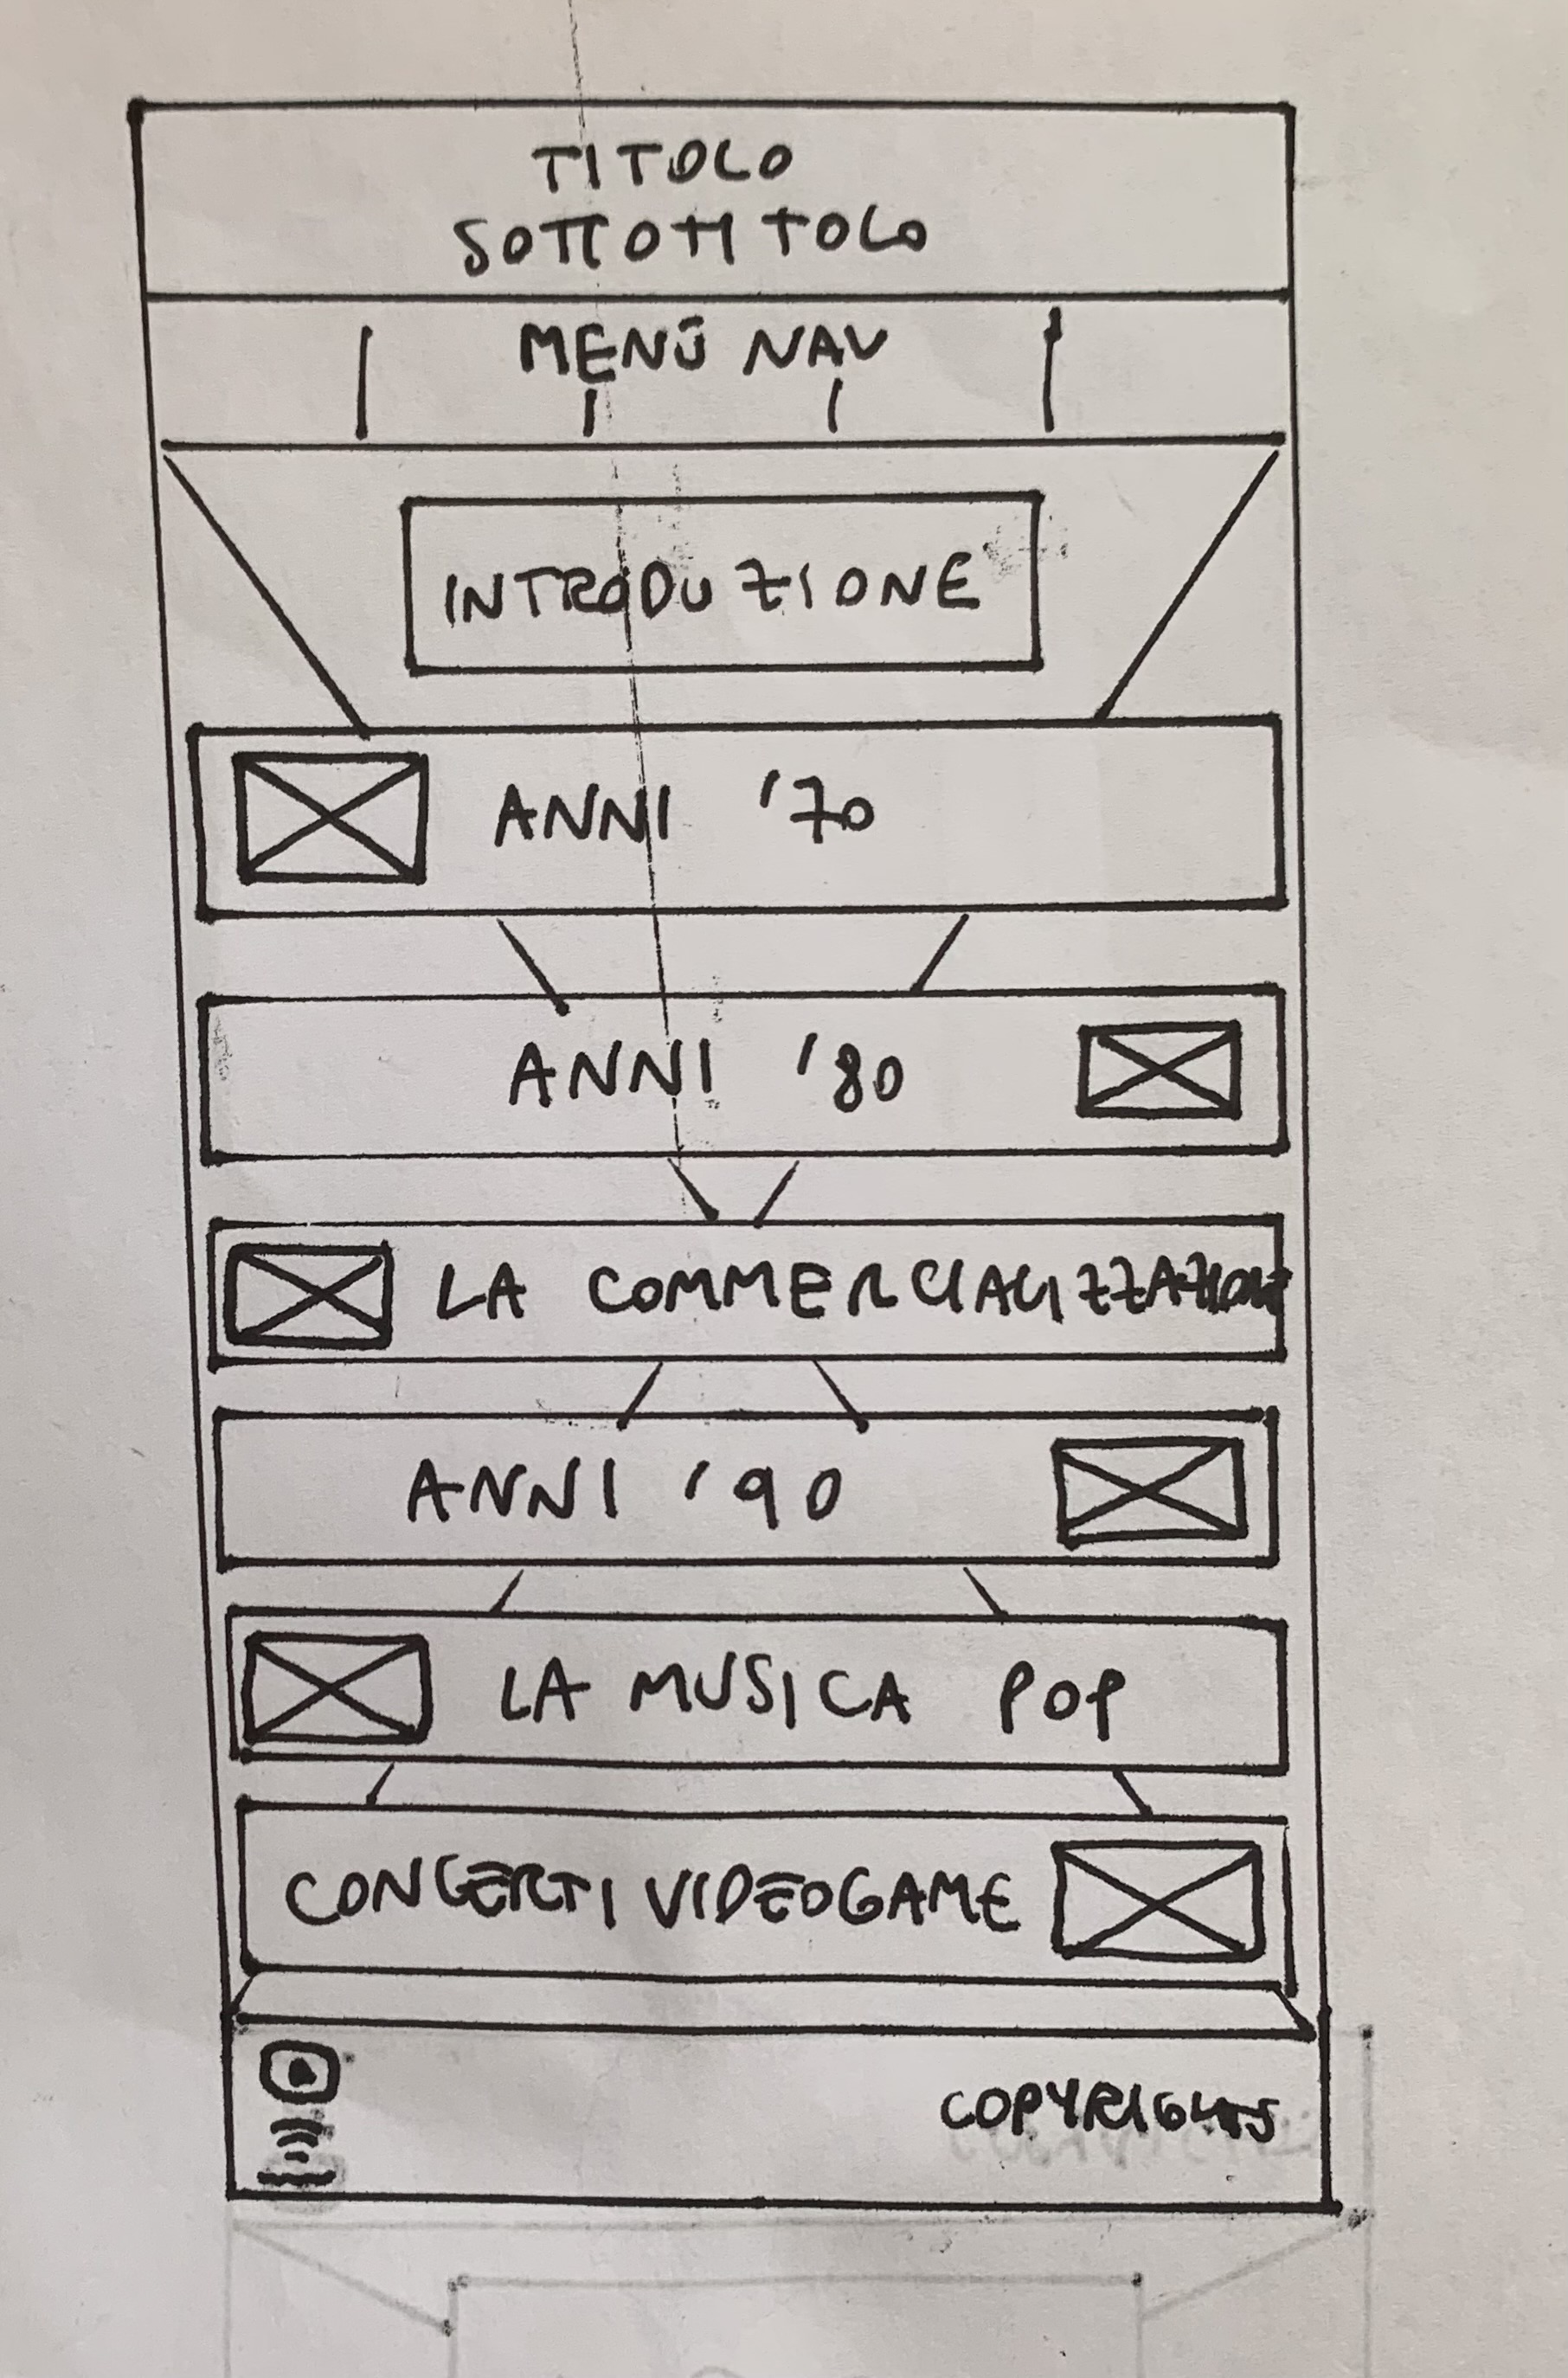 TITOLO
SOTTOTITOLO
MENÙ NAV
INTRODUZIONE
ANNI '70
ANNI '80
LA COMMERCIALIZZAZIONE
ANNI '90
LA MUSICA POP
CONCERTI VIDEOGAME
COPYRIGHTS